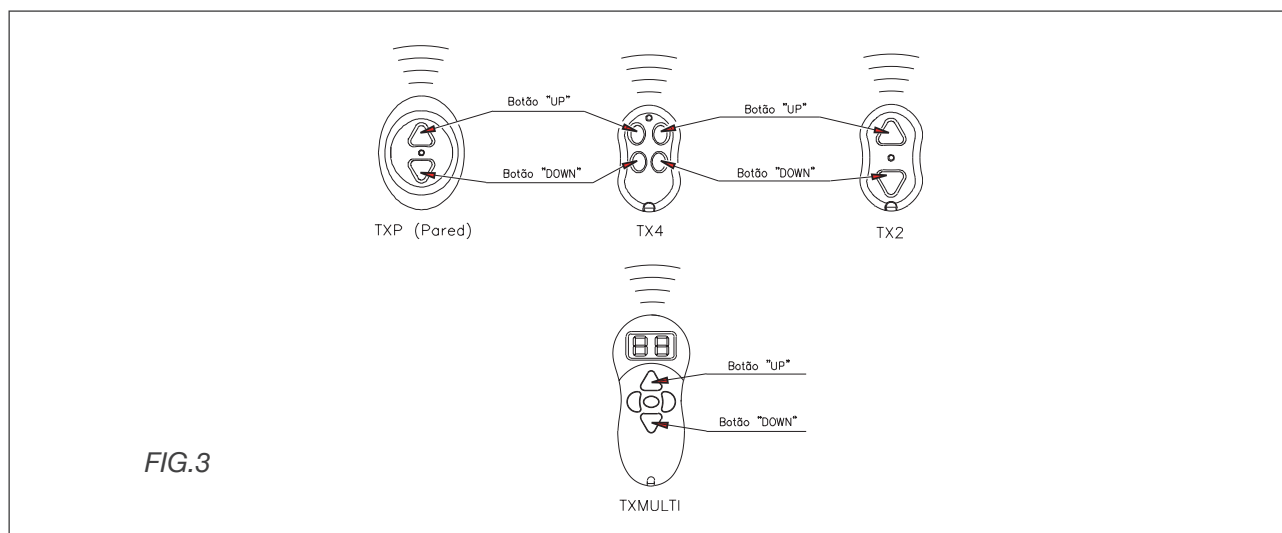 Botão "UP"
Botão "UP"
Botão "DOWN"
Botão "DOWN"
TXP (Pared)
TX4
TX2
88
Botão "UP"
Botão "DOWN"
FIG.3
TXMULTI